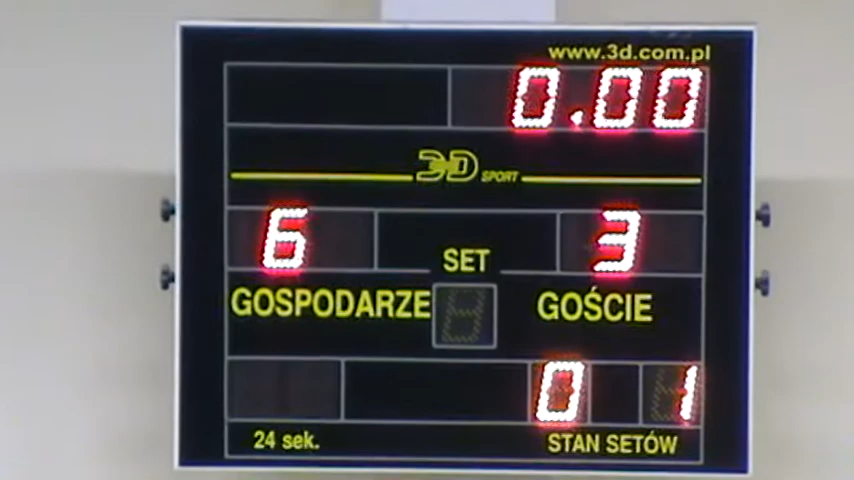 www.3d.com.pl
0.00
3D SPORT
6 3
SET
GOSPODARZE GOŚCIE
0 1
24 sek. STAN SETÓW